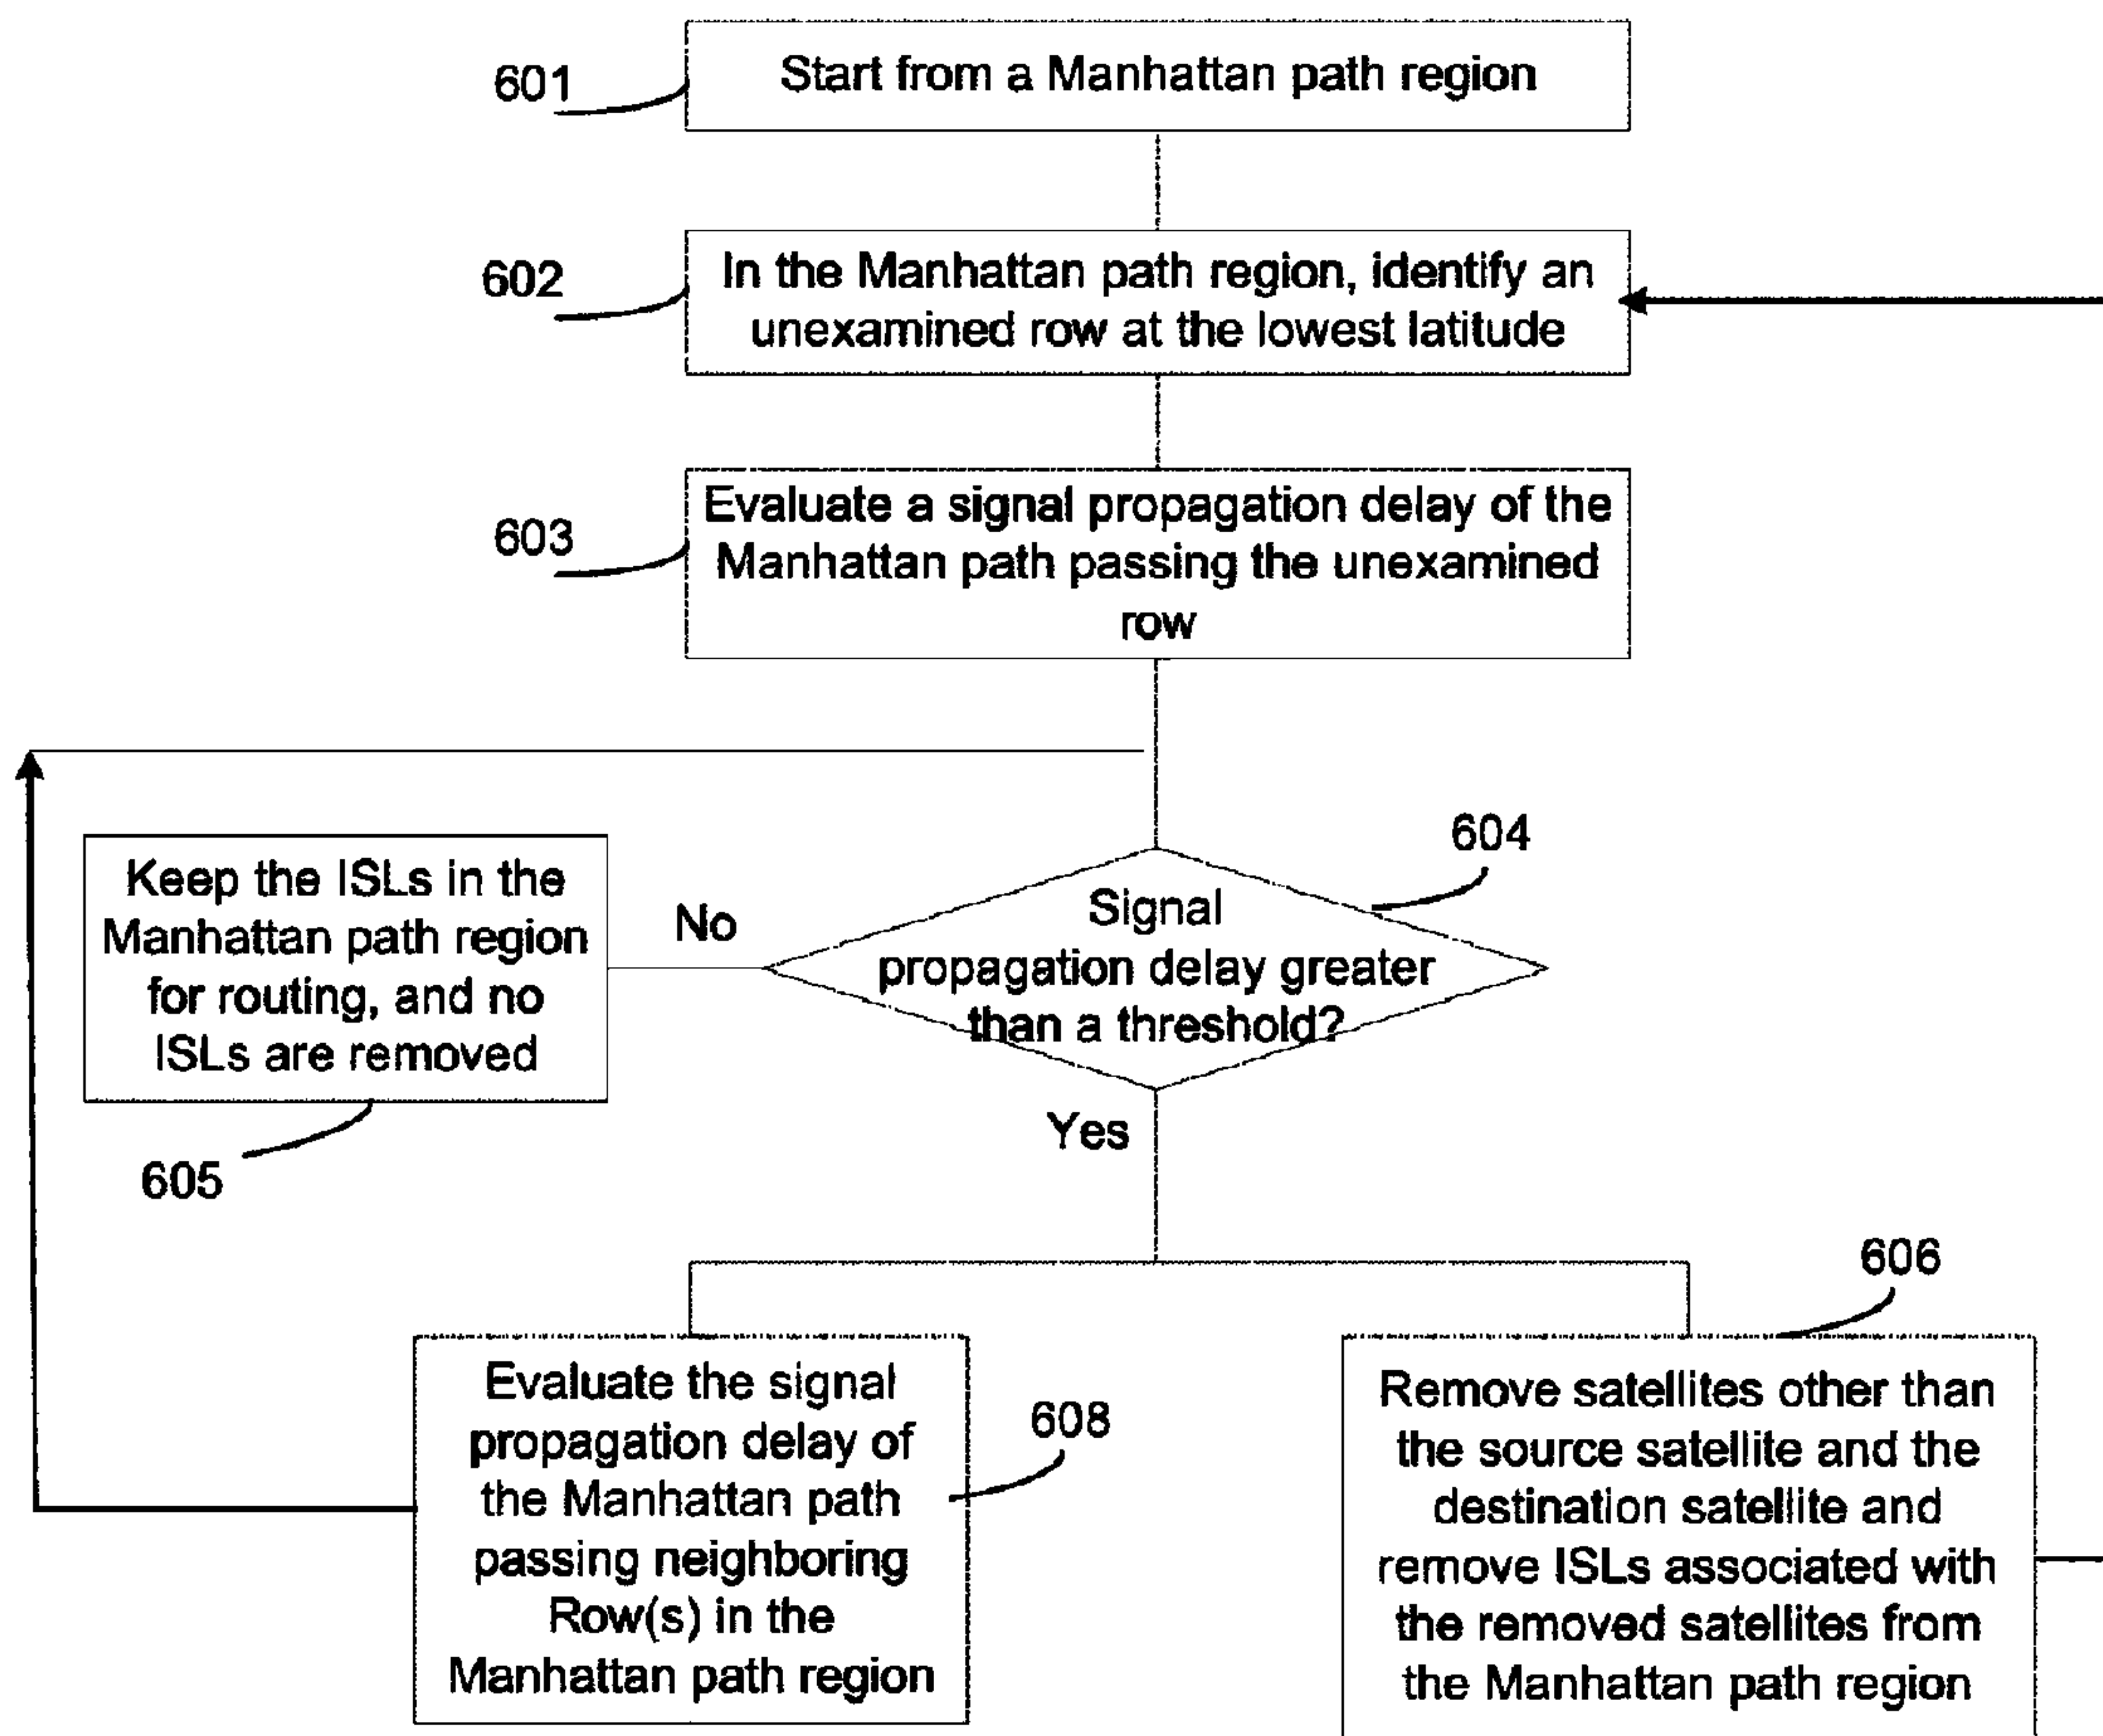 601
Start from a Manhattan path region
602
In the Manhattan path region, identify an
unexamined row at the lowest latitude
603
Evaluate a signal propagation delay of the
Manhattan path passing the unexamined
row
604
Signal
propagation delay greater
than a threshold?
No
Keep the ISLs in the
Manhattan path region
for routing, and no
ISLs are removed
605
Yes
606
608
Evaluate the signal
propagation delay of
the Manhattan path
passing neighboring
Row(s) in the
Manhattan path region
Remove satellites other than
the source satellite and the
destination satellite and
remove ISLs associated with
the removed satellites from
the Manhattan path region